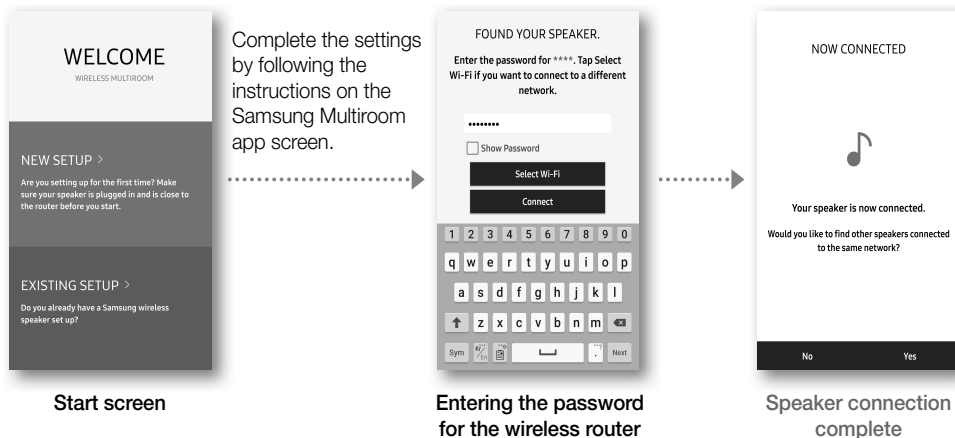 WELCOME
WIRELESS MULTIROOM
NEW SETUP >
Are you setting up for the first time? Make
sure your speaker is plugged in and is close to
the router before you start.
EXISTING SETUP >
Do you already have a Samsung wireless
speaker set up?
Start screen
Complete the settings
by following the
instructions on the
Samsung Multiroom
app screen.
FOUND YOUR SPEAKER.
Enter the password for ****. Tap Select
Wi-Fi if you want to connect to a different
network.
••••••••
Show Password
Select Wi-Fi
Connect
1 2 3 4 5 6 7 8 9 0
q w e r t y u i o p
a s d f g h j k l
z x c v b n m
Sym . Next
Entering the password
for the wireless router
NOW CONNECTED
Your speaker is now connected.
Would you like to find other speakers connected
to the same network?
No Yes
Speaker connection
complete